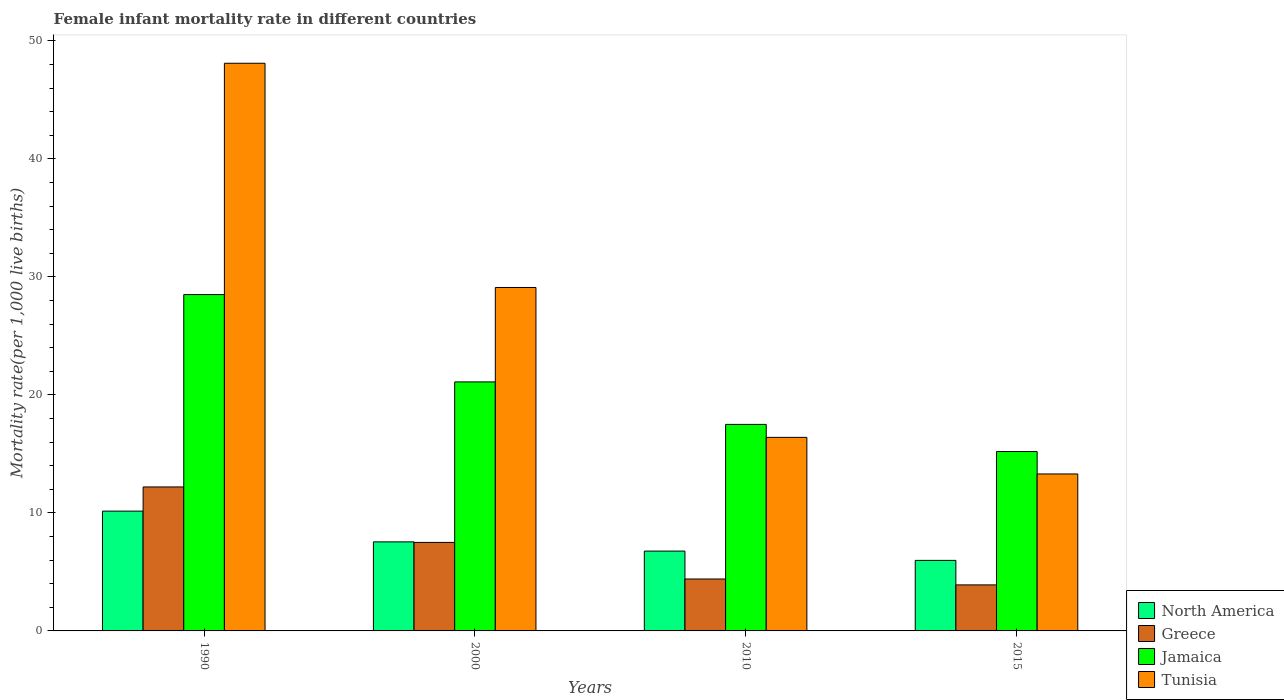 Female infant mortality rate in different countries
Mortality rate(per 1,000 live births)
50
40
30
20
10
0
1990
2000
2010
2015
Years
North America
Greece
Jamaica
Tunisia